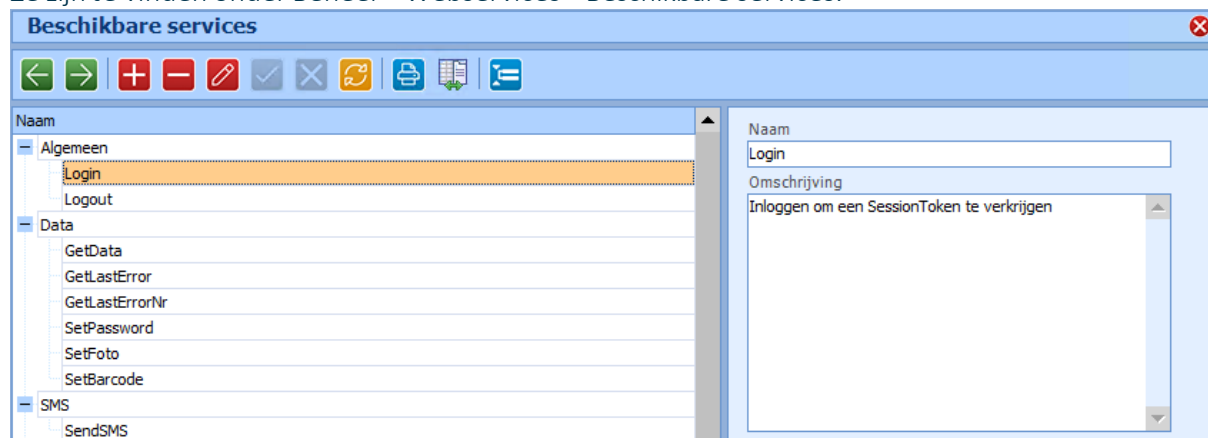 Beschikbare services
Naam
Algemeen
Login
Logout
Data
GetData
GetLastError
GetLastErrorNr
SetPassword
SetFoto
SetBarcode
SMS
SendSMS
Naam
Login
Omschrijving
Inloggen om een SessionToken te verkrijgen